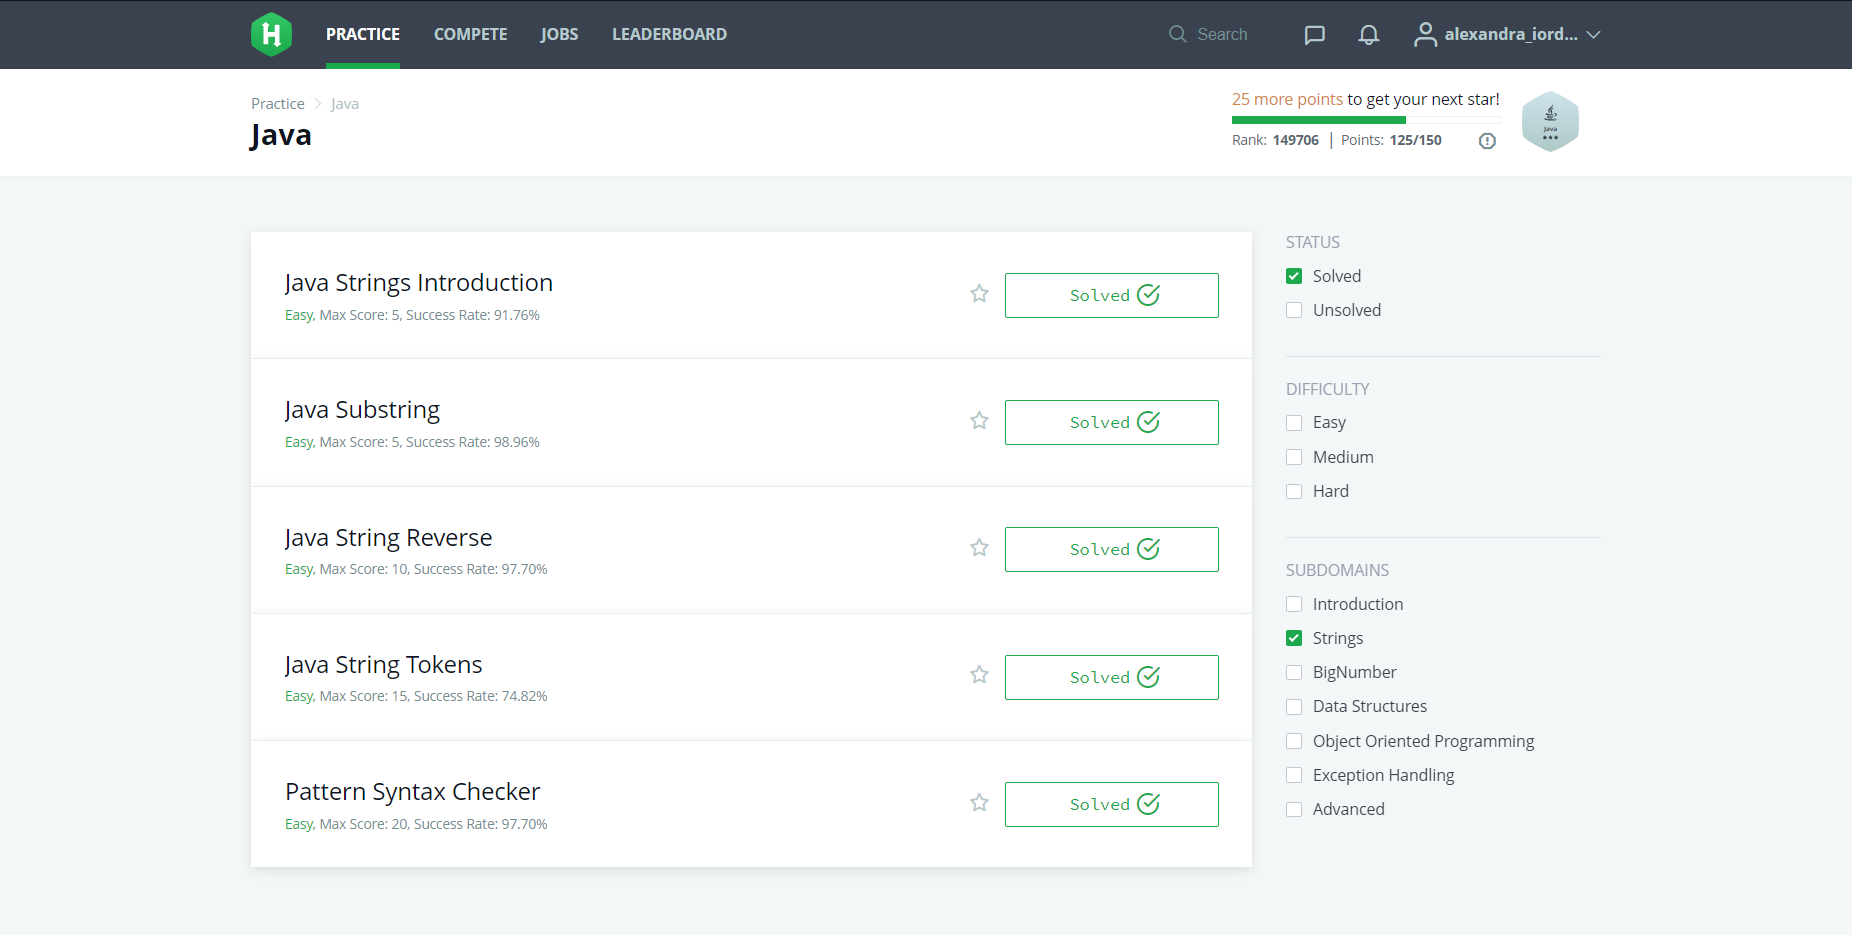 H PRACTICE COMPETE JOBS LEADERBOARD Search alexandra_iord...
Practice > Java
Java
25 more points to get your next star!
Rank: 149706 | Points: 125/150
Java
Java Strings Introduction
Easy, Max Score: 5, Success Rate: 91.76%
Solved
Java Substring
Easy, Max Score: 5, Success Rate: 98.96%
Solved
Java String Reverse
Easy, Max Score: 10, Success Rate: 97.70%
Solved
Java String Tokens
Easy, Max Score: 15, Success Rate: 74.82%
Solved
Pattern Syntax Checker
Easy, Max Score: 20, Success Rate: 97.70%
Solved
STATUS
Solved
Unsolved
DIFFICULTY
Easy
Medium
Hard
SUBDOMAINS
Introduction
Strings
BigNumber
Data Structures
Object Oriented Programming
Exception Handling
Advanced